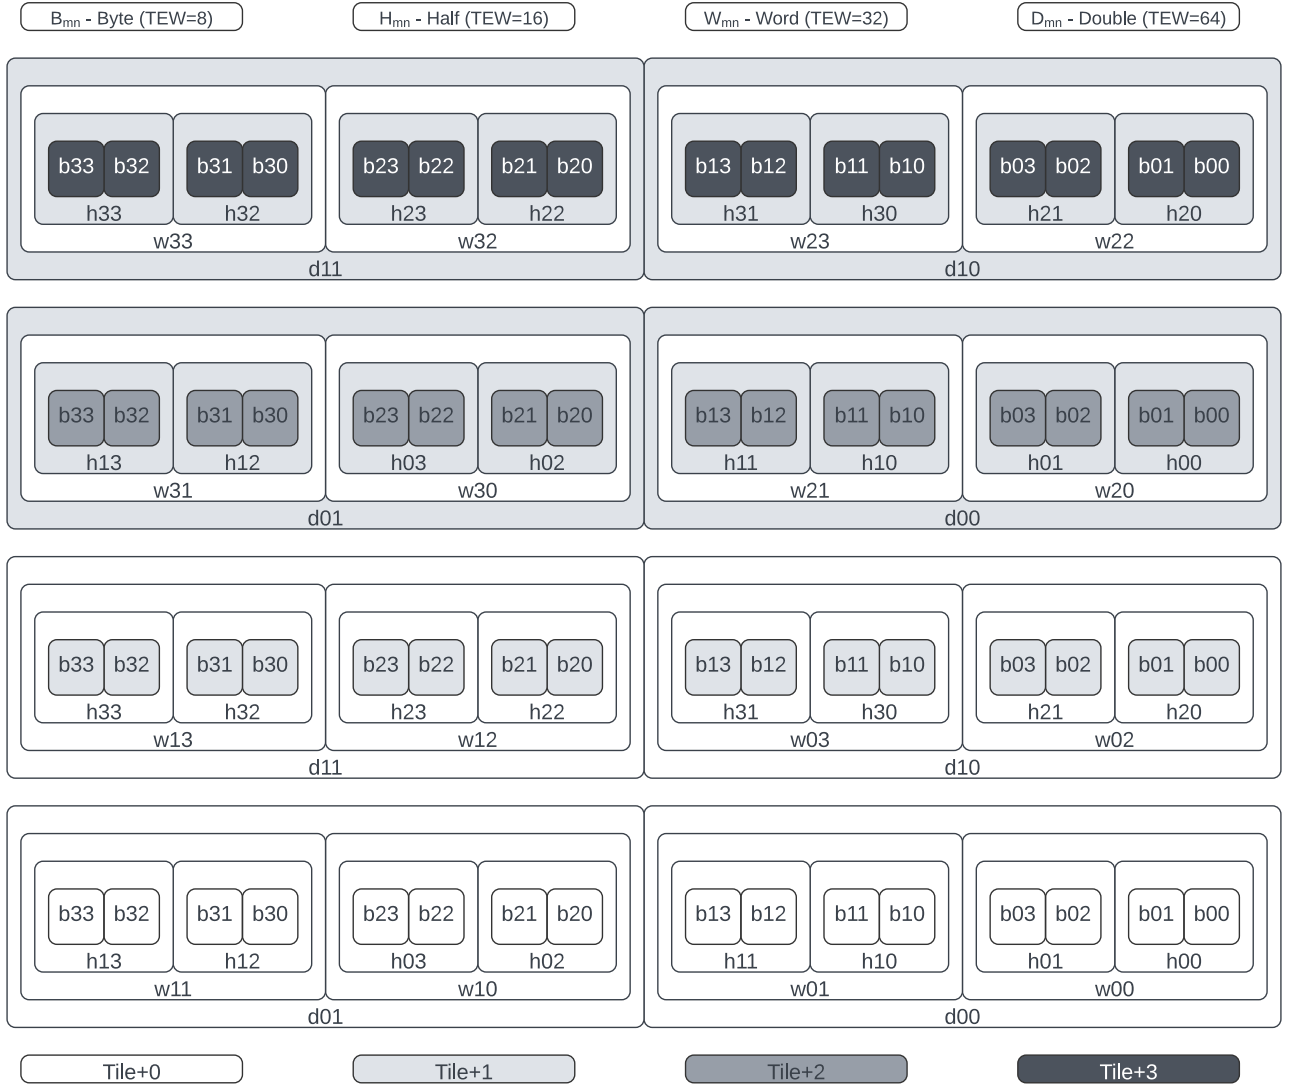 Bmn - Byte (TEW=8) Hmn - Half (TEW=16) Wmn - Word (TEW=32) Dmn - Double (TEW=64)
b33 b32 b31 b30 b23 b22 b21 b20 b13 b12 b11 b10 b03 b02 b01 b00
h33 h32 h23 h22 h31 h30 h21 h20
w33 w32 w23 w22
d11 d10
b33 b32 b31 b30 b23 b22 b21 b20 b13 b12 b11 b10 b03 b02 b01 b00
h13 h12 h03 h02 h11 h10 h01 h00
w31 w30 w21 w20
d01 d00
b33 b32 b31 b30 b23 b22 b21 b20 b13 b12 b11 b10 b03 b02 b01 b00
h33 h32 h23 h22 h31 h30 h21 h20
w13 w12 w03 w02
d11 d10
b33 b32 b31 b30 b23 b22 b21 b20 b13 b12 b11 b10 b03 b02 b01 b00
h13 h12 h03 h02 h11 h10 h01 h00
w11 w10 w01 w00
d01 d00
Tile+0 Tile+1 Tile+2 Tile+3